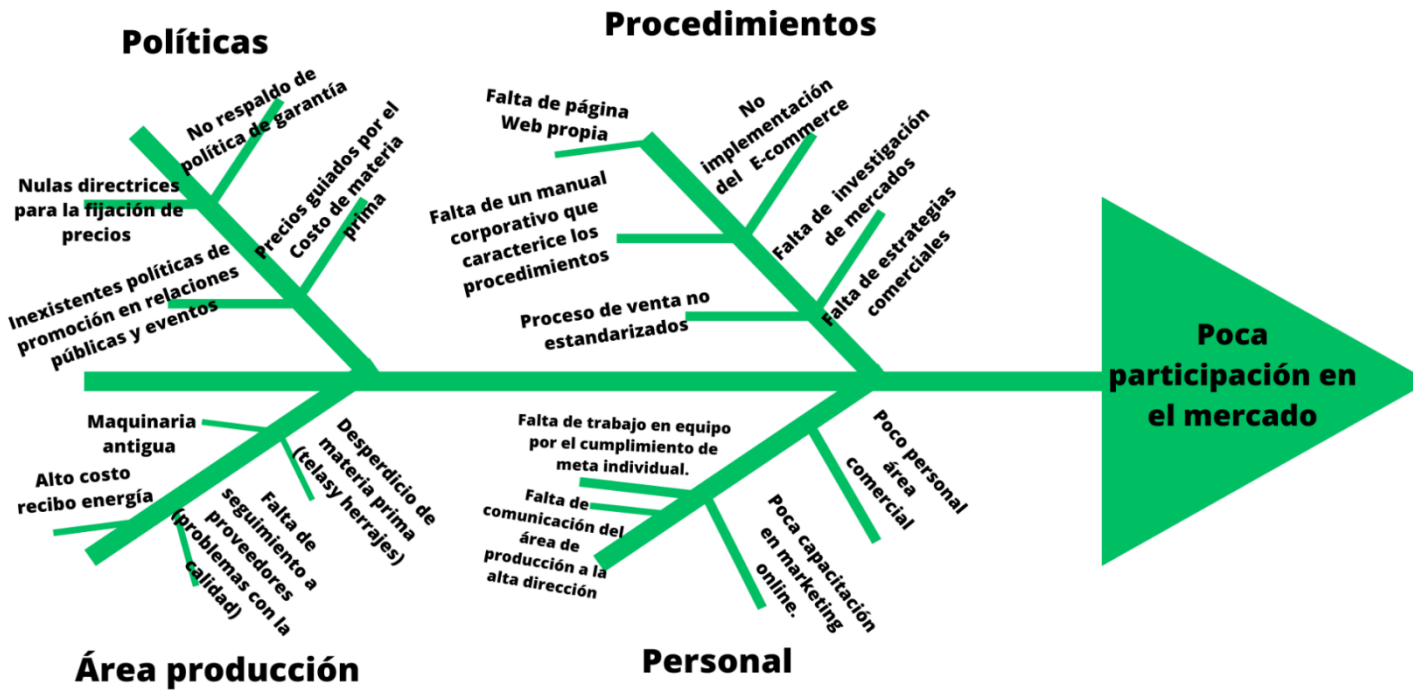 Políticas
No respaldo de
política de garantía
Nulas directrices
para la fijación de
precios
Precios guiados por el
Costo de materia
prima
Inexistentes políticas de
promoción en relaciones
públicas y eventos
Procedimientos
Falta de página
Web propia
No
implementación
del E-commerce
Falta de un manual
corporativo que
caracterice los
procedimientos
Falta de investigación
de mercados
Proceso de venta no
estandarizados
Falta de estrategias
comerciales
Poca
participación en
el mercado
Maquinaria
antigua
Alto costo
recibo energía
Desperdicio de
materia prima
(telasy herrajes)
Falta de
seguimiento a
proveedores
(problemas con la
calidad)
Área producción
Falta de trabajo en equipo
por el cumplimiento de
meta individual.
Falta de
comunicación del
área de
producción a la
alta dirección
Poco personal
área
comercial
Poca capacitación
en marketing
online.
Personal